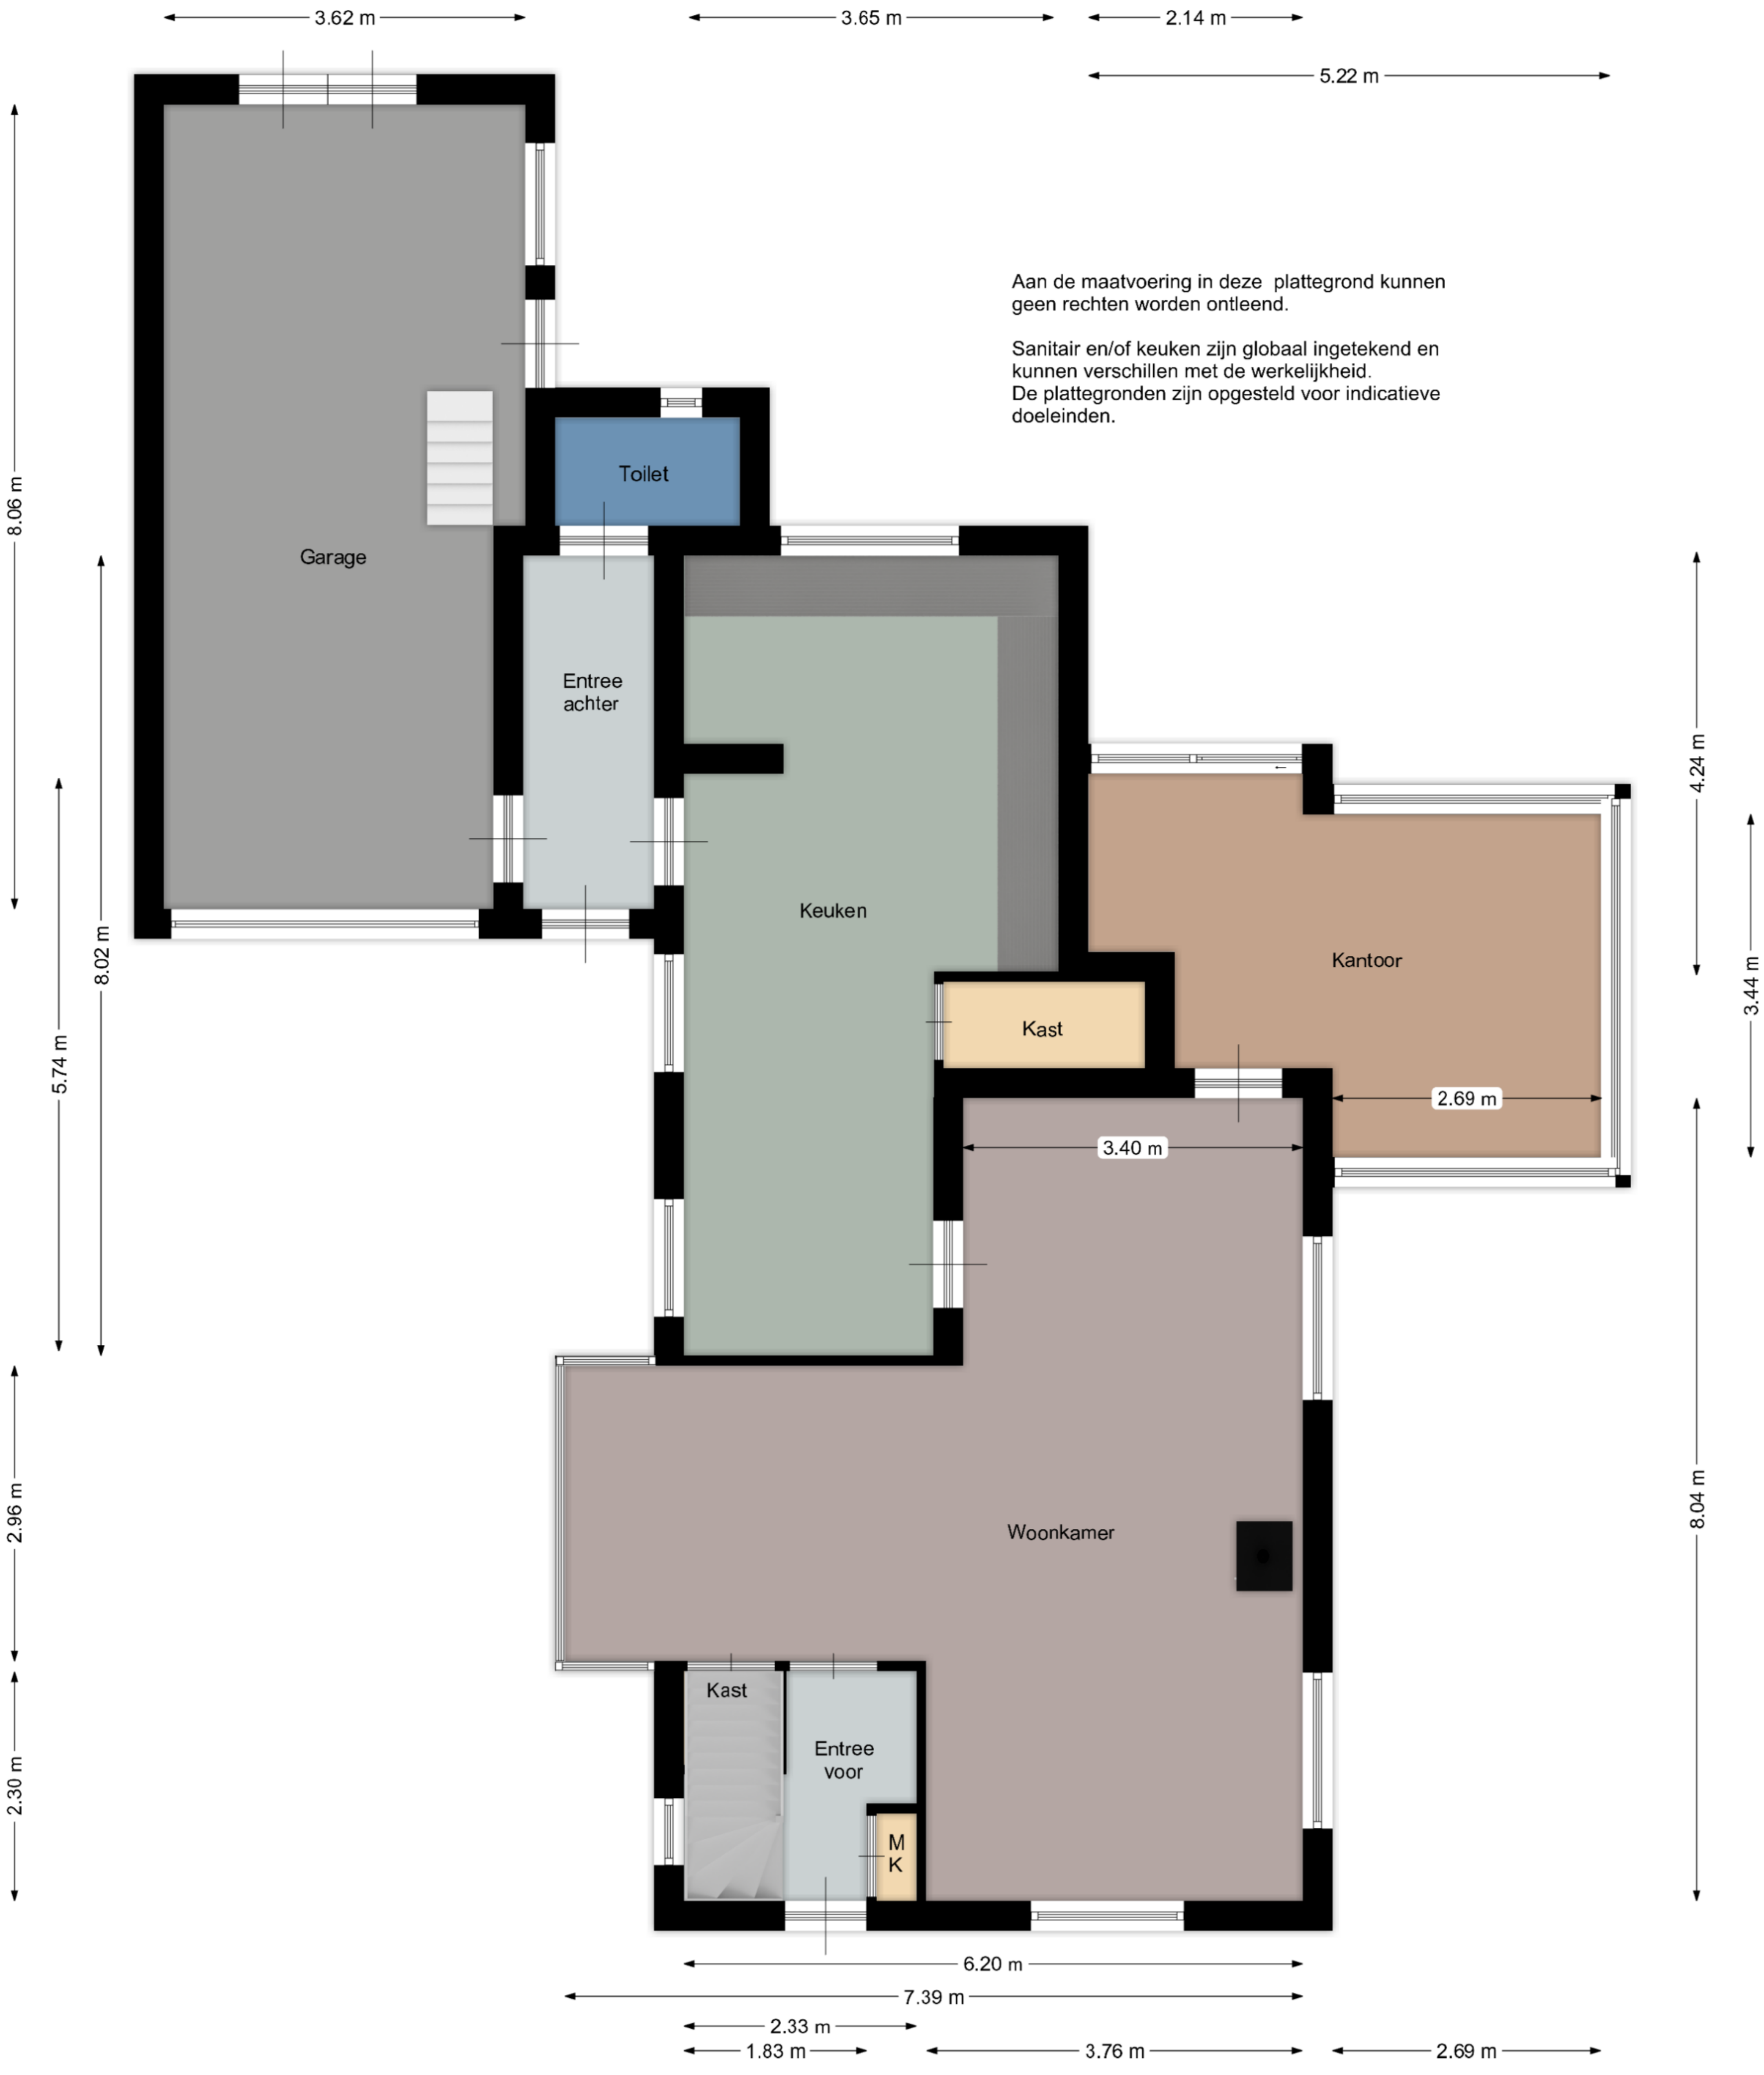 3.62 m
3.65 m
2.14 m
5.22 m
Aan de maatvoering in deze plattegrond kunnen
geen rechten worden ontleend.
Sanitair en/of keuken zijn globaal ingetekend en
kunnen verschillen met de werkelijkheid.
De plattegronden zijn opgesteld voor indicatieve
doeleinden.
Toilet
8.06 m
Garage
Entree
achter
4.24 m
Keuken
8.02 m
Kantoor
3.44 m
Kast
5.74 m
2.69 m
3.40 m
2.96 m
Woonkamer
8.04 m
Kast
Entree
voor
2.30 m
M
K
6.20 m
7.39 m
2.33 m
1.83 m
3.76 m
2.69 m